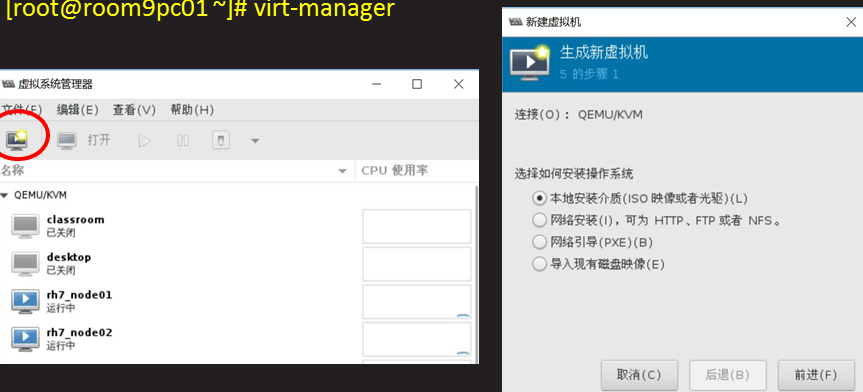 [root@room9pc01 ~]# virt-manager
虚拟系统管理器
文件(F) 编辑(E) 查看(V) 帮助(H)
打开
名称 CPU 使用率
QEMU/KVM
classroom
已关闭
desktop
已关闭
rh7_node01
运行中
rh7_node02
运行中
新建虚拟机
生成新虚拟机
5 的步骤 1
连接(O)： QEMU/KVM
选择如何安装操作系统
本地安装介质(ISO 映像或者光驱)(L)
网络安装(I)，可为 HTTP、FTP 或者 NFS。
网络引导(PXE)(B)
导入现有磁盘映像(E)
取消(C) 后退(B) 前进(F)